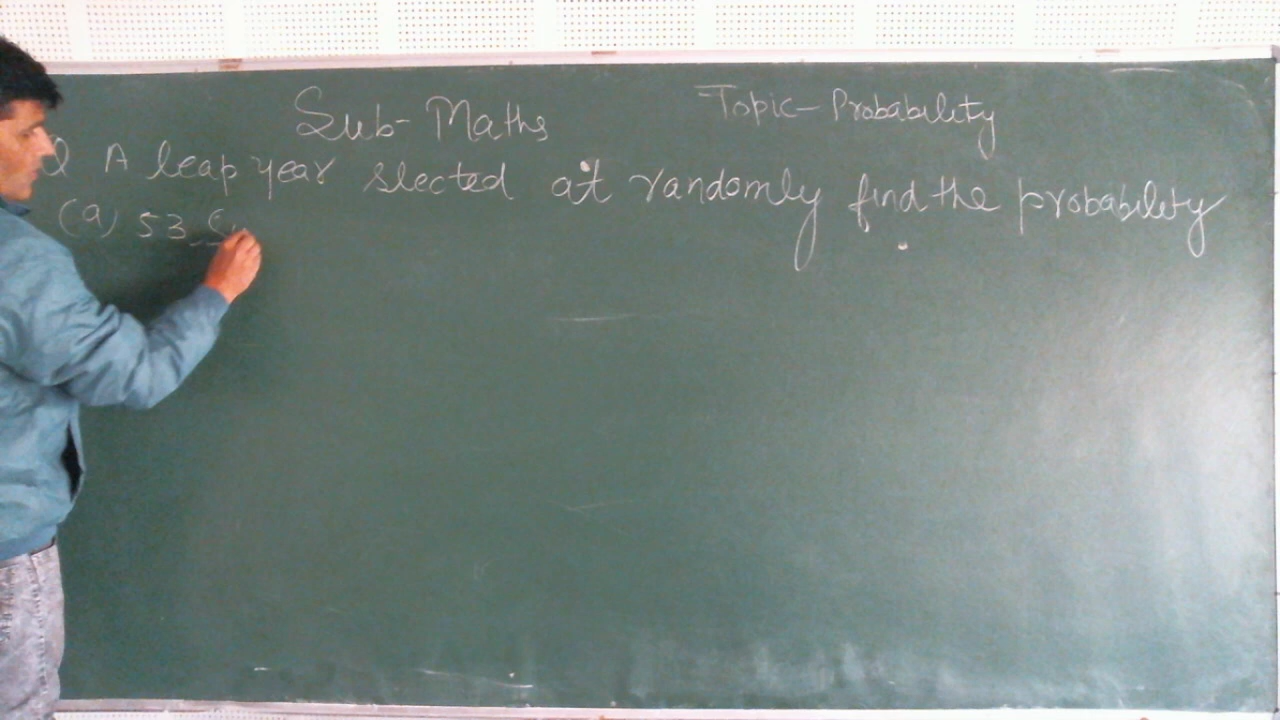 Sub- Maths Topic- Probability
Q A leap year slected at randomly find the probability
(a) 53